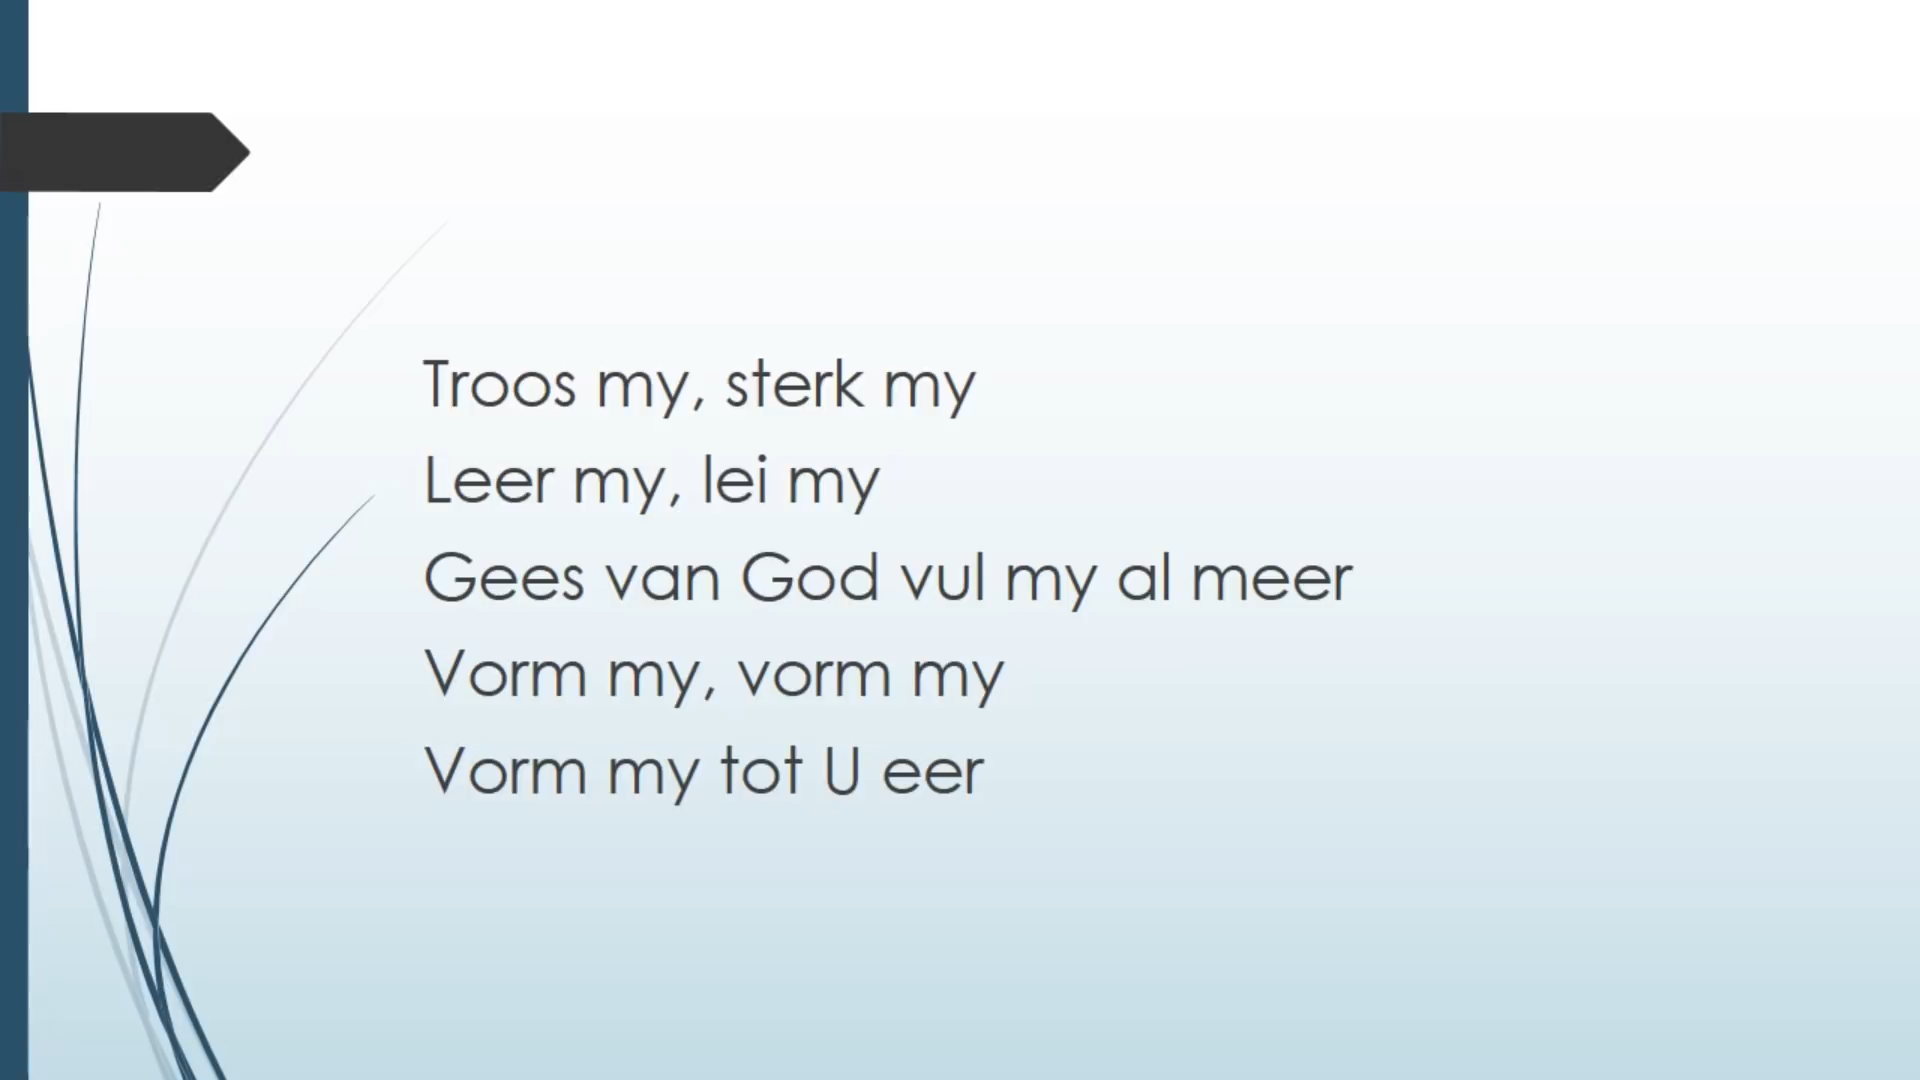 Troos my, sterk my
Leer my, lei my
Gees van God vul my al meer
Vorm my, vorm my
Vorm my tot U eer